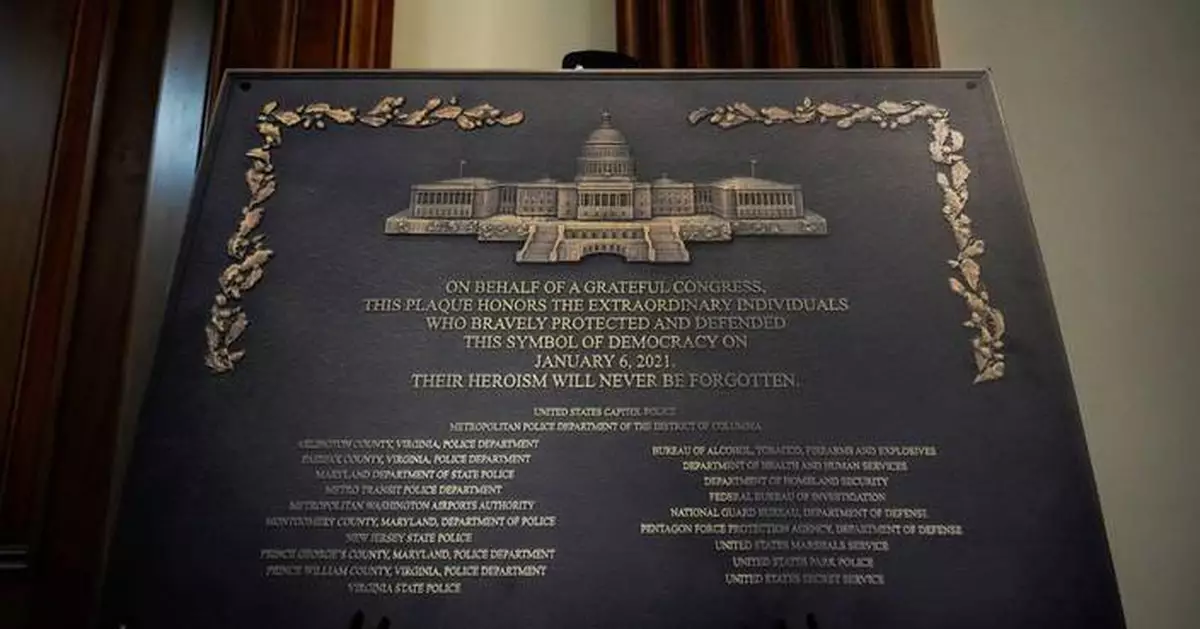 ON BEHALF OF A GRATEFUL CONGRESS,
THIS PLAQUE HONORS THE EXTRAORDINARY INDIVIDUALS
WHO BRAVELY PROTECTED AND DEFENDED
THIS SYMBOL OF DEMOCRACY ON
JANUARY 6, 2021.
THEIR HEROISM WILL NEVER BE FORGOTTEN.
UNITED STATES CAPITOL POLICE
METROPOLITAN POLICE DEPARTMENT OF THE DISTRICT OF COLUMBIA
ARLINGTON COUNTY, VIRGINIA, POLICE DEPARTMENT
FAIRFAX COUNTY, VIRGINIA, POLICE DEPARTMENT
MARYLAND DEPARTMENT OF STATE POLICE
METRO TRANSIT POLICE DEPARTMENT
METROPOLITAN WASHINGTON AIRPORTS AUTHORITY
MONTGOMERY COUNTY, MARYLAND, DEPARTMENT OF POLICE
NEW JERSEY STATE POLICE
PRINCE GEORGE'S COUNTY, MARYLAND, POLICE DEPARTMENT
PRINCE WILLIAM COUNTY, VIRGINIA, POLICE DEPARTMENT
VIRGINIA STATE POLICE
BUREAU OF ALCOHOL, TOBACCO, FIREARMS AND EXPLOSIVES
DEPARTMENT OF HEALTH AND HUMAN SERVICES
DEPARTMENT OF HOMELAND SECURITY
FEDERAL BUREAU OF INVESTIGATION
NATIONAL GUARD BUREAU, DEPARTMENT OF DEFENSE
PENTAGON FORCE PROTECTION AGENCY, DEPARTMENT OF DEFENSE
UNITED STATES MARSHALS SERVICE
UNITED STATES PARK POLICE
UNITED STATES SECRET SERVICE